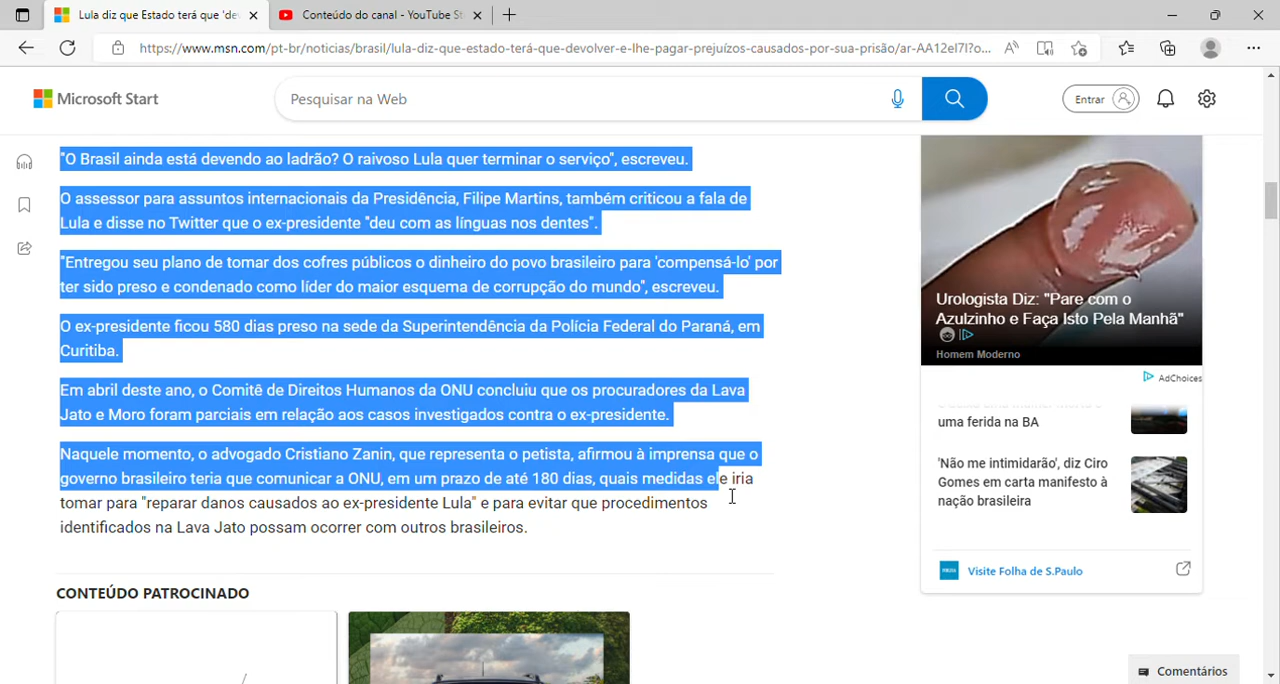 Lula diz que Estado terá que 'de
Conteúdo do canal - YouTube St
https://www.msn.com/pt-br/noticias/brasil/lula-diz-que-estado-terá-que-devolver-e-lhe-pagar-prejuízos-causados-por-sua-prisão/ar-AA12el7I?o...
Microsoft Start
Pesquisar na Web
Entrar
"O Brasil ainda está devendo ao ladrão? O raivoso Lula quer terminar o serviço", escreveu.
O assessor para assuntos internacionais da Presidência, Filipe Martins, também criticou a fala de
Lula e disse no Twitter que o ex-presidente "deu com as línguas nos dentes".
"Entregou seu plano de tomar dos cofres públicos o dinheiro do povo brasileiro para 'compensá-lo' por
ter sido preso e condenado como líder do maior esquema de corrupção do mundo", escreveu.
O ex-presidente ficou 580 dias preso na sede da Superintendência da Polícia Federal do Paraná, em
Curitiba.
Em abril deste ano, o Comitê de Direitos Humanos da ONU concluiu que os procuradores da Lava
Jato e Moro foram parciais em relação aos casos investigados contra o ex-presidente.
Naquele momento, o advogado Cristiano Zanin, que representa o petista, afirmou à imprensa que o
governo brasileiro teria que comunicar a ONU, em um prazo de até 180 dias, quais medidas ele iria
tomar para "reparar danos causados ao ex-presidente Lula" e para evitar que procedimentos
identificados na Lava Jato possam ocorrer com outros brasileiros.
CONTEÚDO PATROCINADO
Urologista Diz: "Pare com o
Azulzinho e Faça Isto Pela Manhã"
Homem Moderno
AdChoices
uma ferida na BA
'Não me intimidarão', diz Ciro
Gomes em carta manifesto à
nação brasileira
Visite Folha de S.Paulo
Comentários